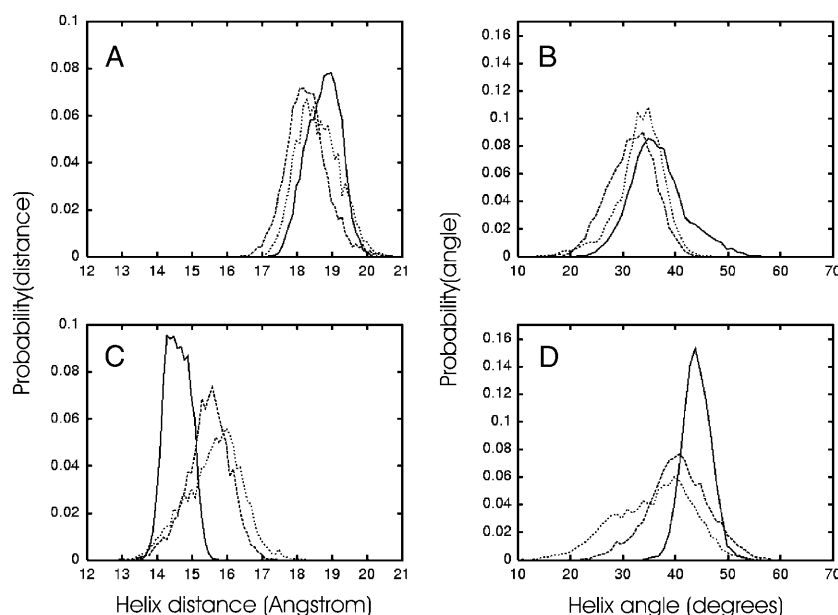 0.1
0.08
0.06
0.04
0.02
0
A
12 13 14 15 16 17 18 19 20 21
0.16
0.14
0.12
0.1
0.08
0.06
0.04
0.02
0
B
10 20 30 40 50 60 70
Probability(distance)
Probability(angle)
0.1
0.08
0.06
0.04
0.02
0
C
12 13 14 15 16 17 18 19 20 21
Helix distance (Angstrom)
0.16
0.14
0.12
0.1
0.08
0.06
0.04
0.02
0
D
10 20 30 40 50 60 70
Helix angle (degrees)